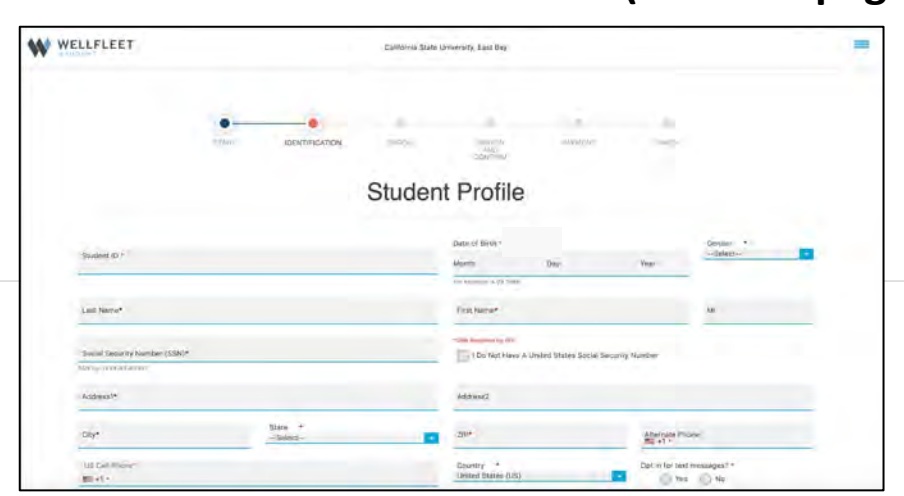 WELLFLEET
California State University, East Bay
IDENTIFICATION
Student Profile
Student ID *
Date of Birth *
Month
Day
Year
Gender *
--Select--
Last Name*
First Name*
MI
Social Security Number (SSN)*
I Do Not Have A United States Social Security Number
Address1*
Address2
City*
State *
--Select--
ZIP*
Alternate Phone
+1
US Cell Phone*
+1
Country *
United States (US)
Opt in for text messages? *
Yes
No